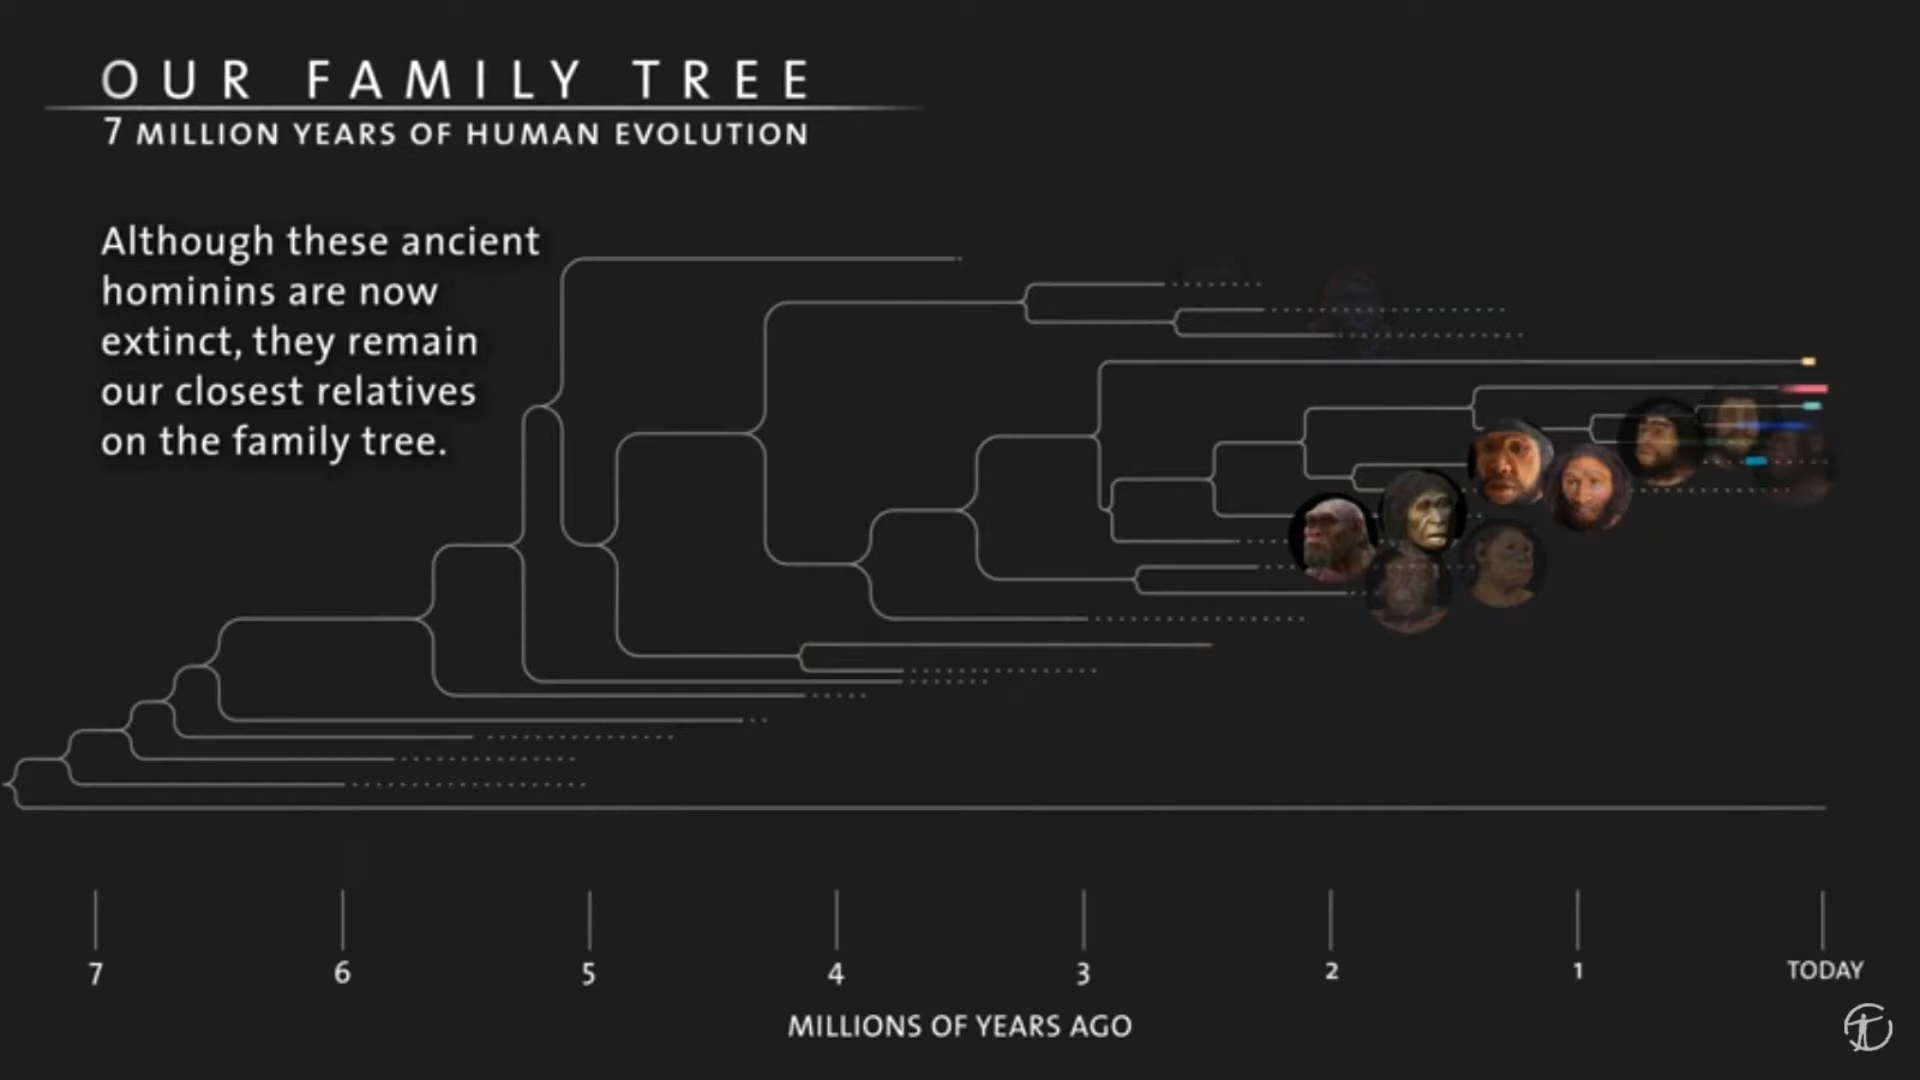 OUR FAMILY TREE
7 MILLION YEARS OF HUMAN EVOLUTION
Although these ancient
hominins are now
extinct, they remain
our closest relatives
on the family tree.
7 6 5 4 3 2 1 TODAY
MILLIONS OF YEARS AGO